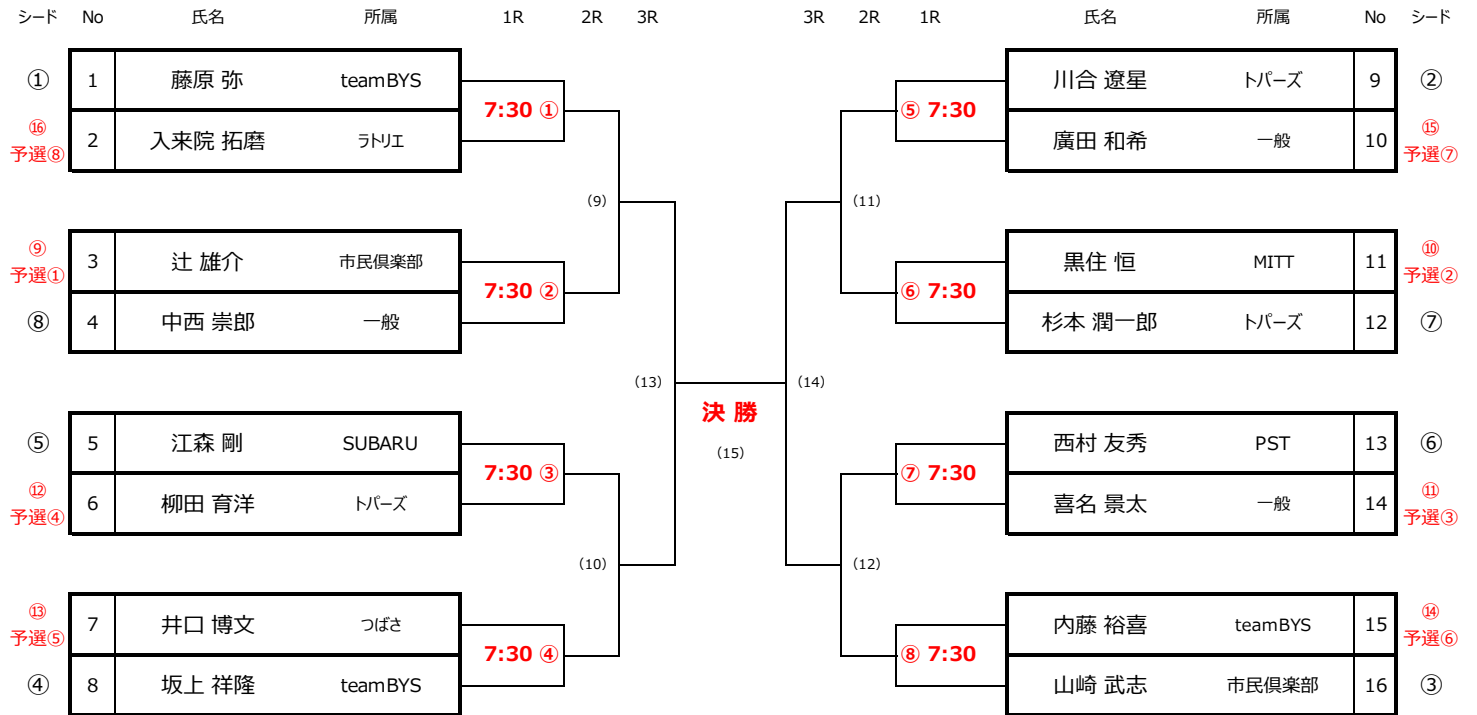 シード No 氏名 所属 1R 2R 3R 3R 2R 1R 氏名 所属 No シード
① 1 藤原 弥 teamBYS
7:30 ①
⑯ 予選⑧ 2 入来院 拓磨 ラトリエ
(9)
⑨ 予選① 3 辻 雄介 市民倶楽部
7:30 ②
⑧ 4 中西 崇郎 一般
(13)
⑤ 5 江森 剛 SUBARU
7:30 ③
⑫ 予選④ 6 柳田 育洋 トパーズ
(10)
⑬ 予選⑤ 7 井口 博文 つばさ
7:30 ④
④ 8 坂上 祥隆 teamBYS
決 勝
(15)
川合 遼星 トパーズ 9 ②
⑤ 7:30
廣田 和希 一般 10 ⑮ 予選⑦
(11)
黒住 恒 MITT 11 ⑩ 予選②
⑥ 7:30
杉本 潤一郎 トパーズ 12 ⑦
(14)
西村 友秀 PST 13 ⑥
⑦ 7:30
喜名 景太 一般 14 ⑪ 予選③
(12)
内藤 裕喜 teamBYS 15 ⑭ 予選⑥
⑧ 7:30
山崎 武志 市民倶楽部 16 ③